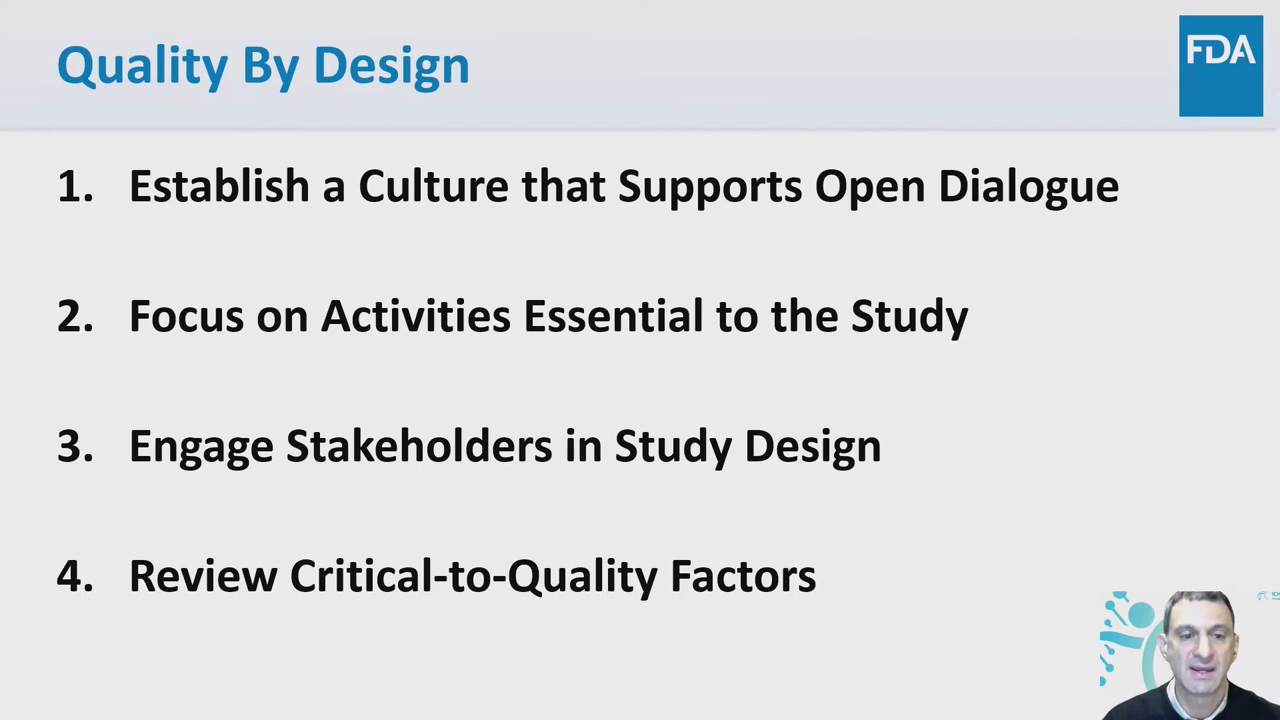 Quality By Design
FDA
1. Establish a Culture that Supports Open Dialogue
2. Focus on Activities Essential to the Study
3. Engage Stakeholders in Study Design
4. Review Critical-to-Quality Factors